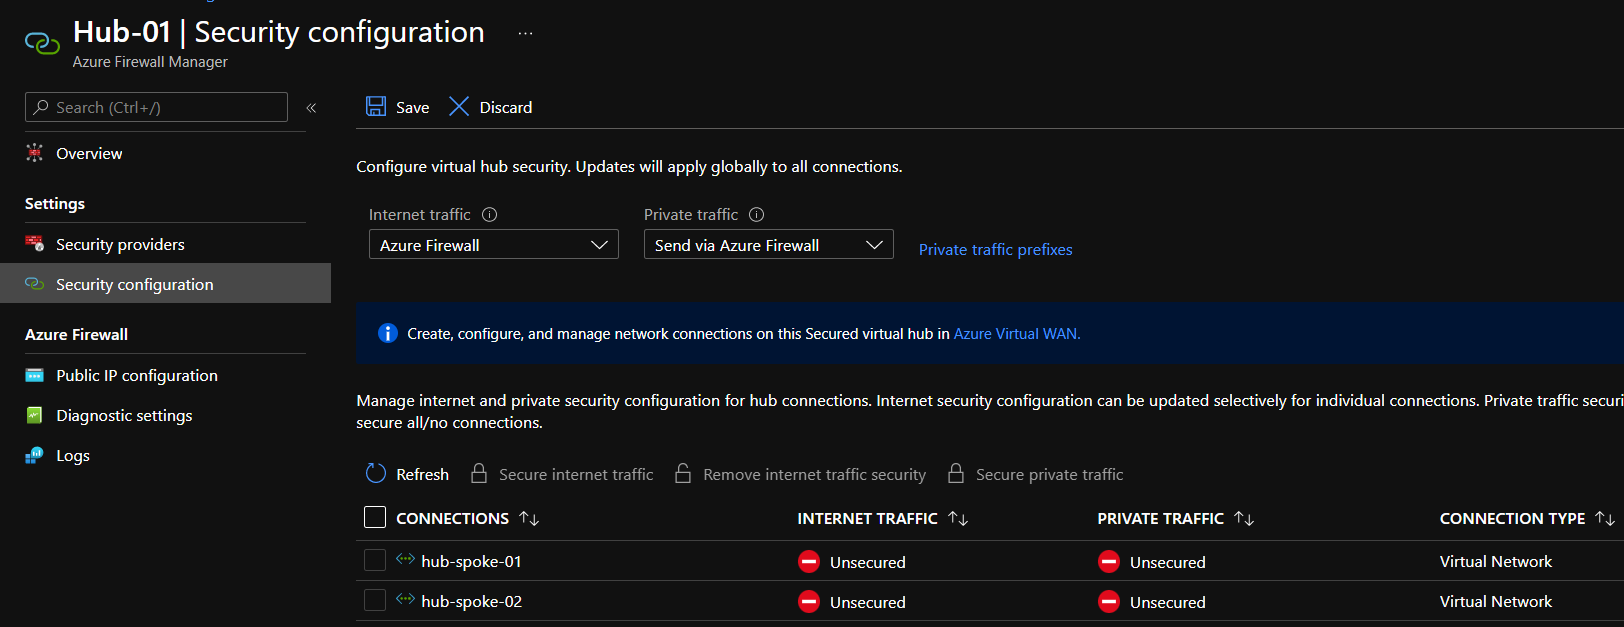 Hub-01 | Security configuration ...
Azure Firewall Manager
Search (Ctrl+/)
«
Overview
Settings
Security providers
Security configuration
Azure Firewall
Public IP configuration
Diagnostic settings
Logs
Save Discard
Configure virtual hub security. Updates will apply globally to all connections.
Internet traffic Private traffic
Azure Firewall Send via Azure Firewall Private traffic prefixes
Create, configure, and manage network connections on this Secured virtual hub in Azure Virtual WAN.
Manage internet and private security configuration for hub connections. Internet security configuration can be updated selectively for individual connections. Private traffic securi
secure all/no connections.
Refresh Secure internet traffic Remove internet traffic security Secure private traffic
CONNECTIONS INTERNET TRAFFIC PRIVATE TRAFFIC CONNECTION TYPE
hub-spoke-01 Unsecured Unsecured Virtual Network
hub-spoke-02 Unsecured Unsecured Virtual Network